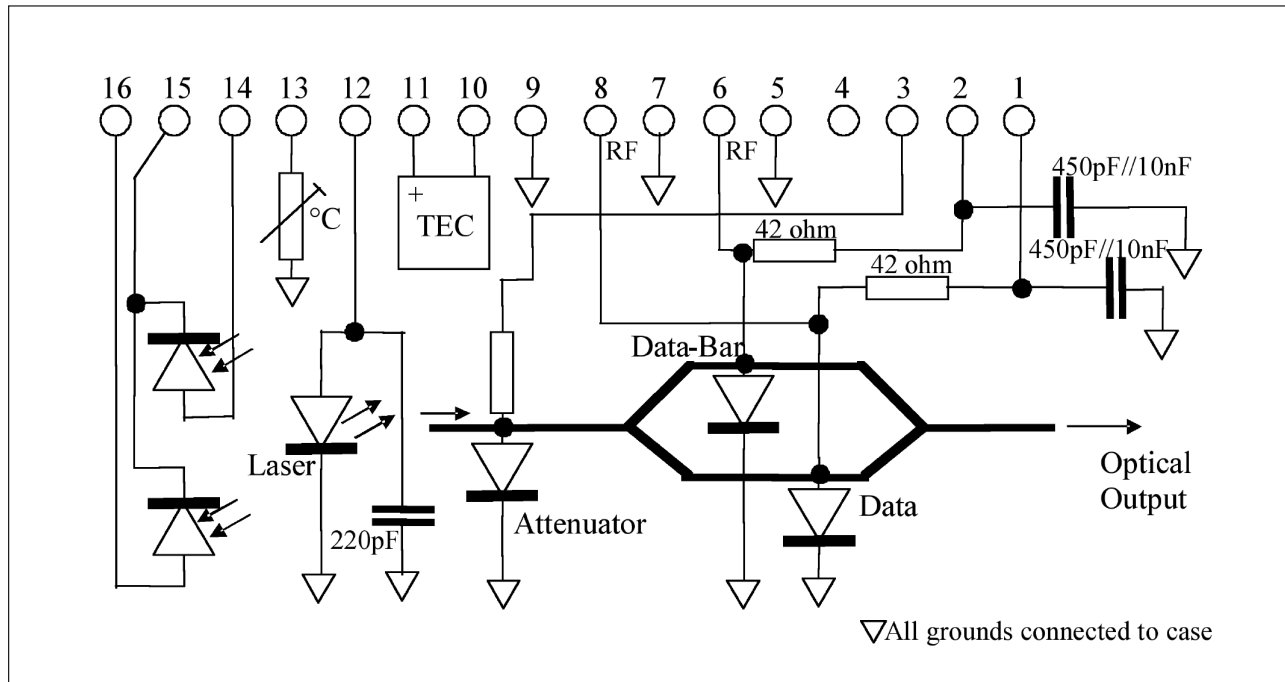 16 15 14 13 12 11 10 9 8 7 6 5 4 3 2 1
RF RF
450pF//10nF
+
°C
TEC
42 ohm
42 ohm
450pF//10nF
Data-Bar
Laser
Optical
Output
Attenuator
Data
220pF
All grounds connected to case